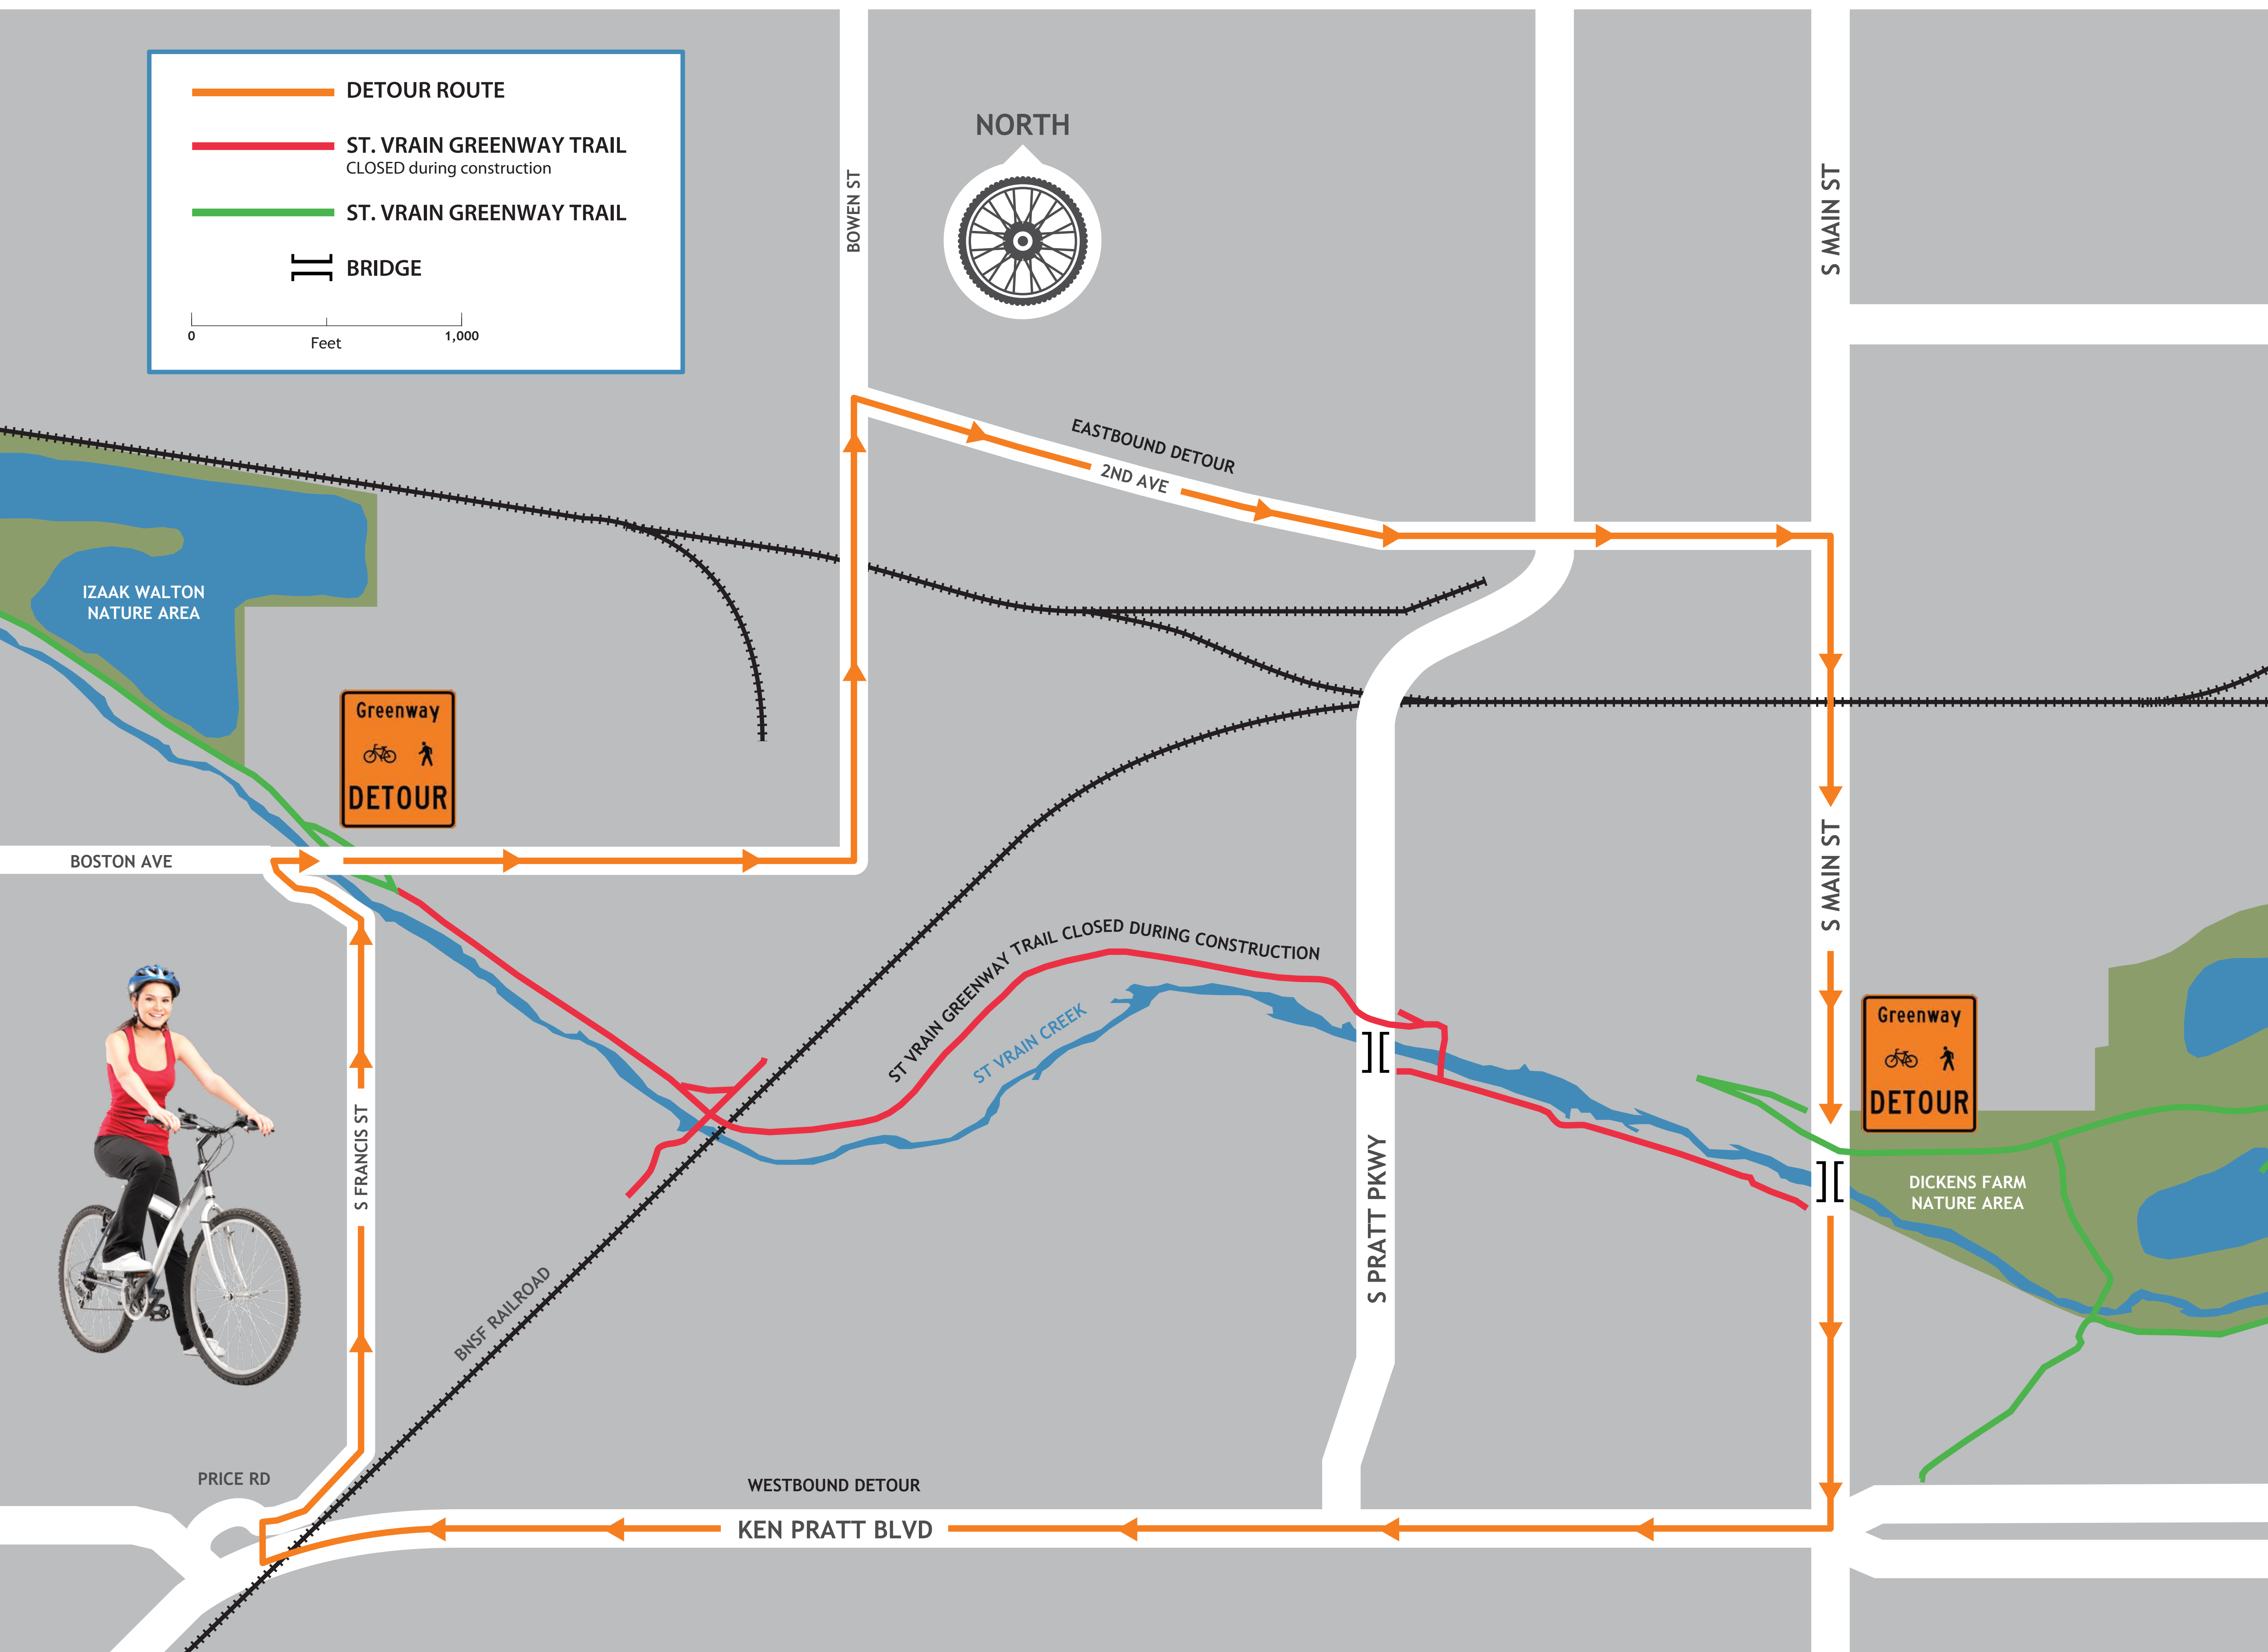 DETOUR ROUTE
ST. VRAIN GREENWAY TRAIL
CLOSED during construction
ST. VRAIN GREENWAY TRAIL
BRIDGE
0
1,000
Feet
BOWEN ST
NORTH
S MAIN ST
EASTBOUND DETOUR
2ND AVE
IZAAK WALTON
NATURE AREA
Greenway
DETOUR
BOSTON AVE
S MAIN ST
ST VRAIN GREENWAY TRAIL CLOSED DURING CONSTRUCTION
ST VRAIN CREEK
Greenway
DETOUR
S FRANCIS ST
S PRATT PKWY
DICKENS FARM
NATURE AREA
BNSF RAILROAD
PRICE RD
WESTBOUND DETOUR
KEN PRATT BLVD